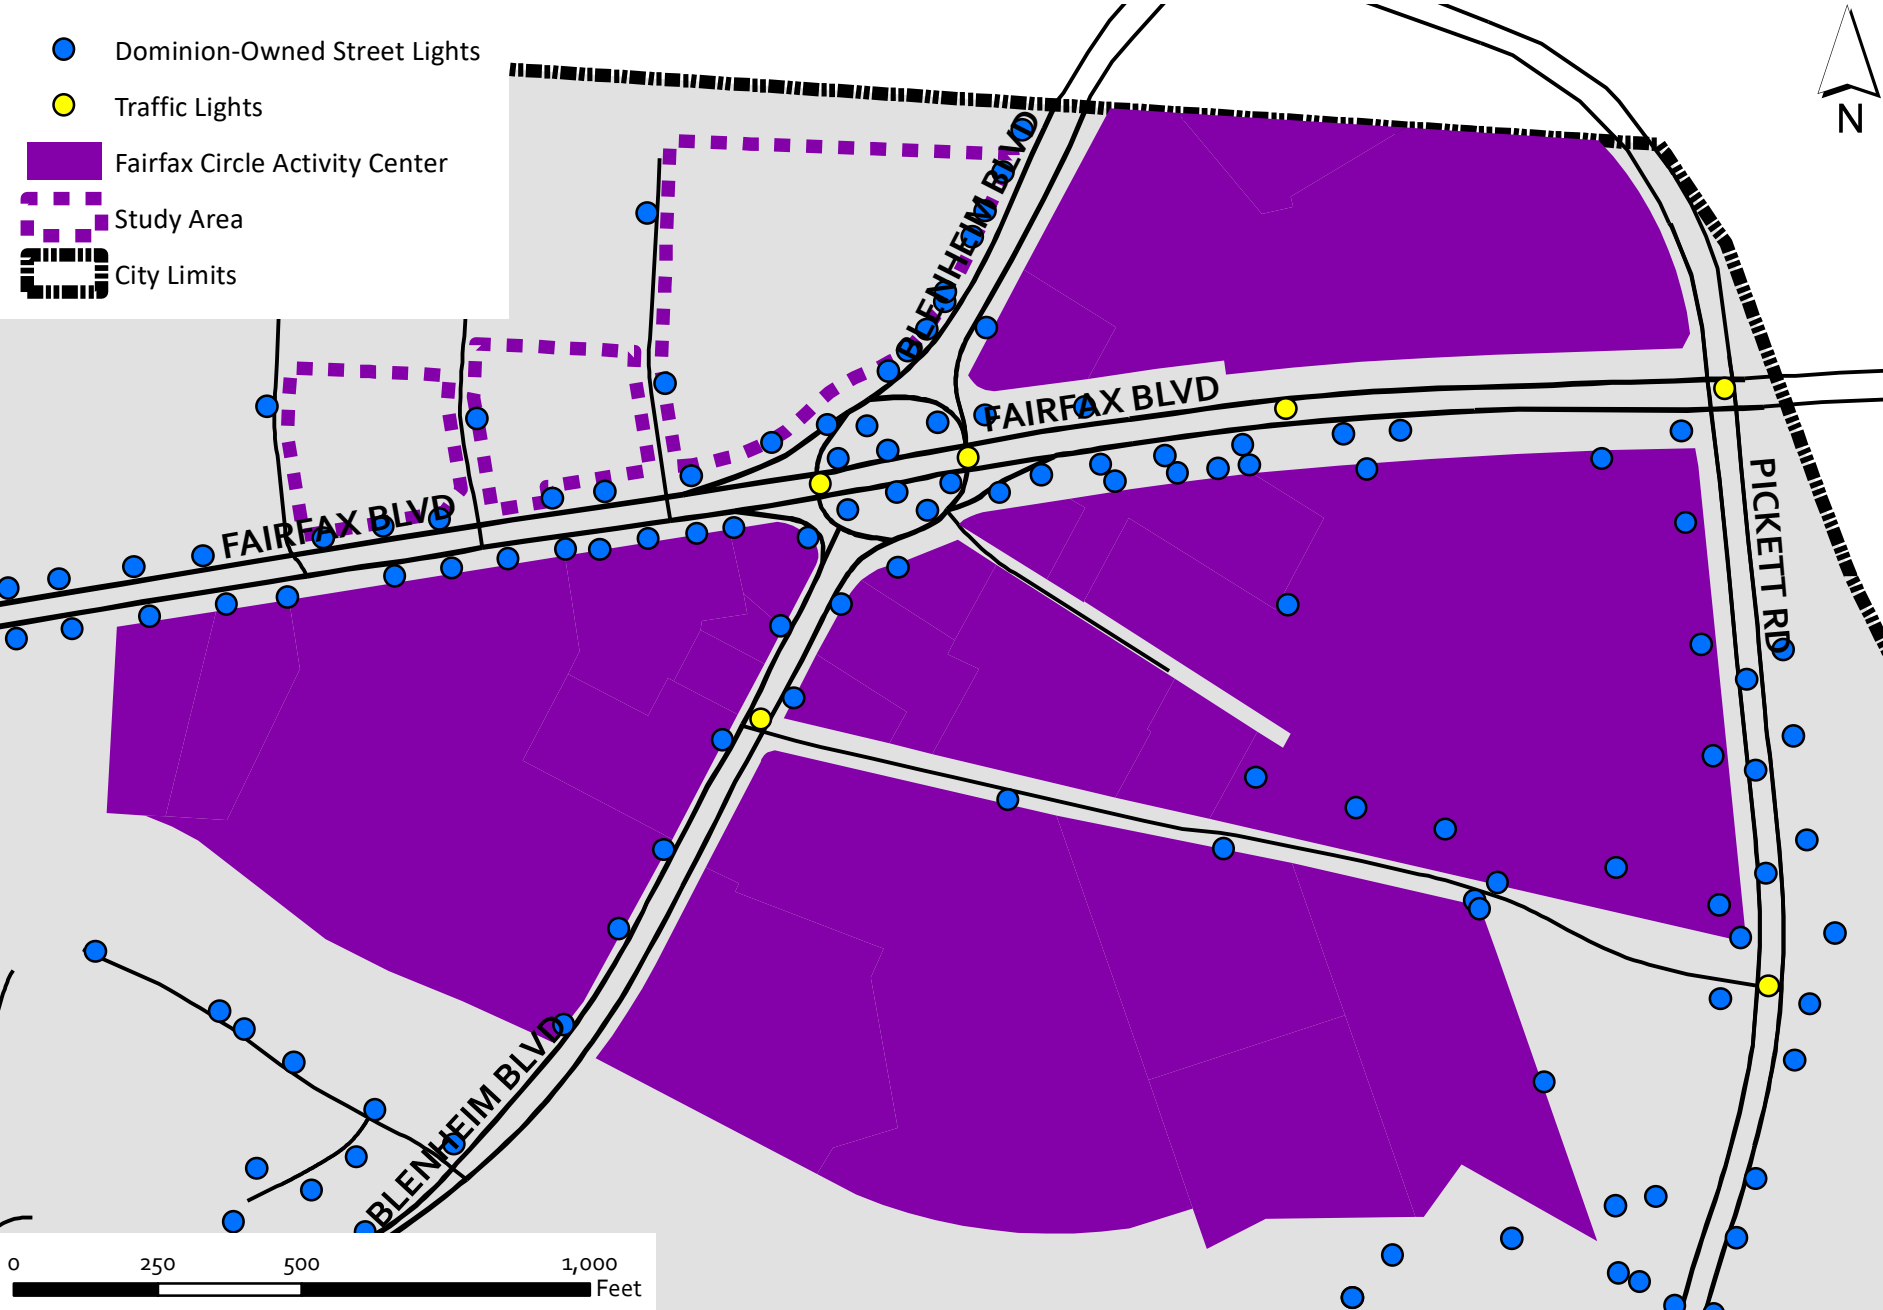 Dominion-Owned Street Lights
Traffic Lights
Fairfax Circle Activity Center
Study Area
City Limits
N
BLENHEIM BLVD
FAIRFAX BLVD
FAIRFAX BLVD
PICKETT RD
BLENHEIM BLVD
0 250 500 1,000
Feet